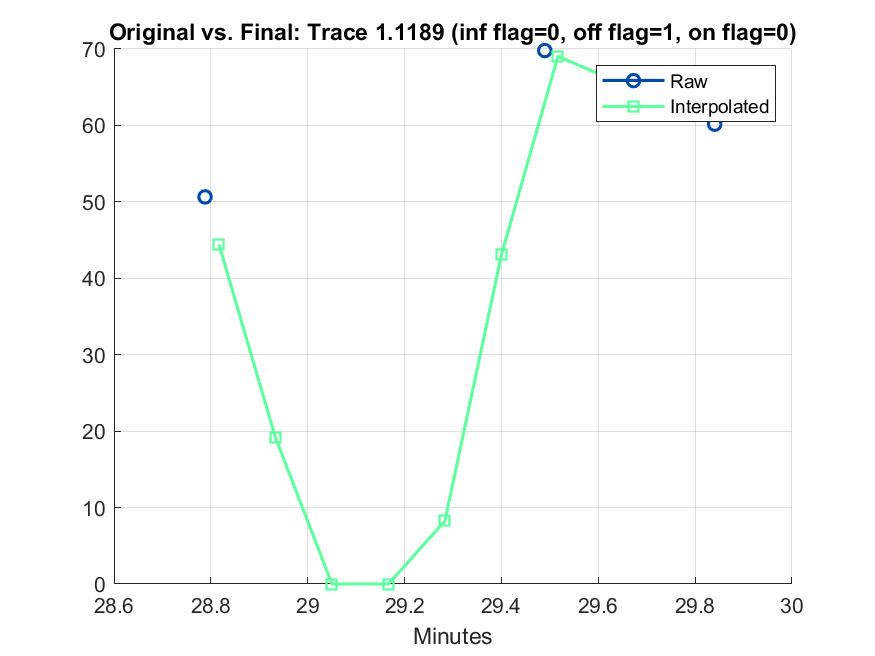 Original vs. Final: Trace 1.1189 (inf flag=0, off flag=1, on flag=0)
70
60
50
40
30
20
10
0
Raw
Interpolated
28.6 28.8 29 29.2 29.4 29.6 29.8 30
Minutes